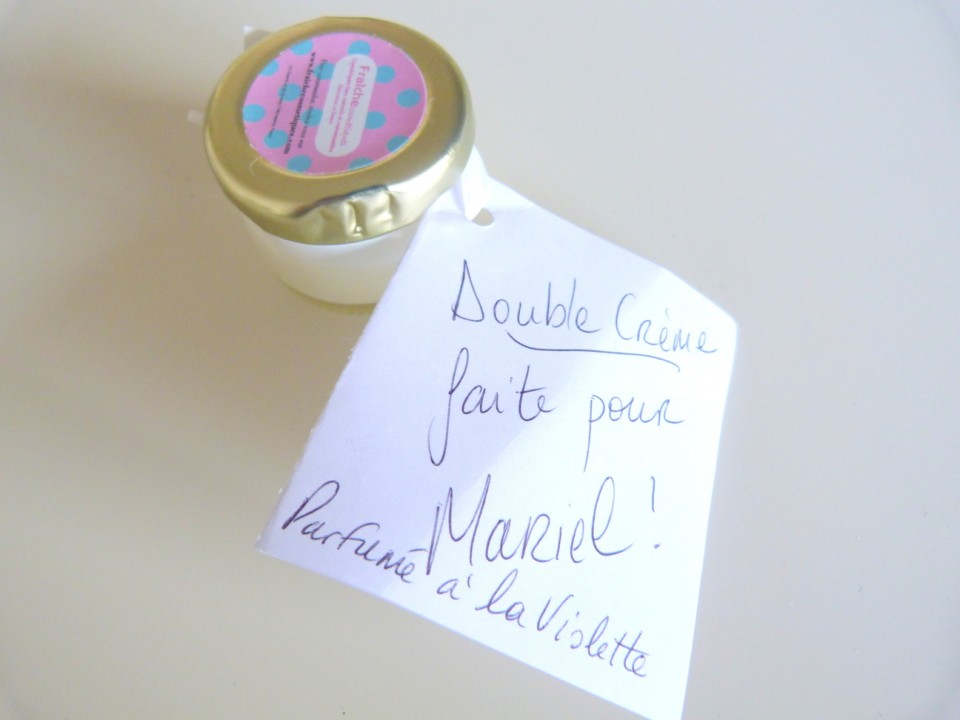 Fraîche
Double Crème
faite pour
Mariel!
Parfumé à la Violette